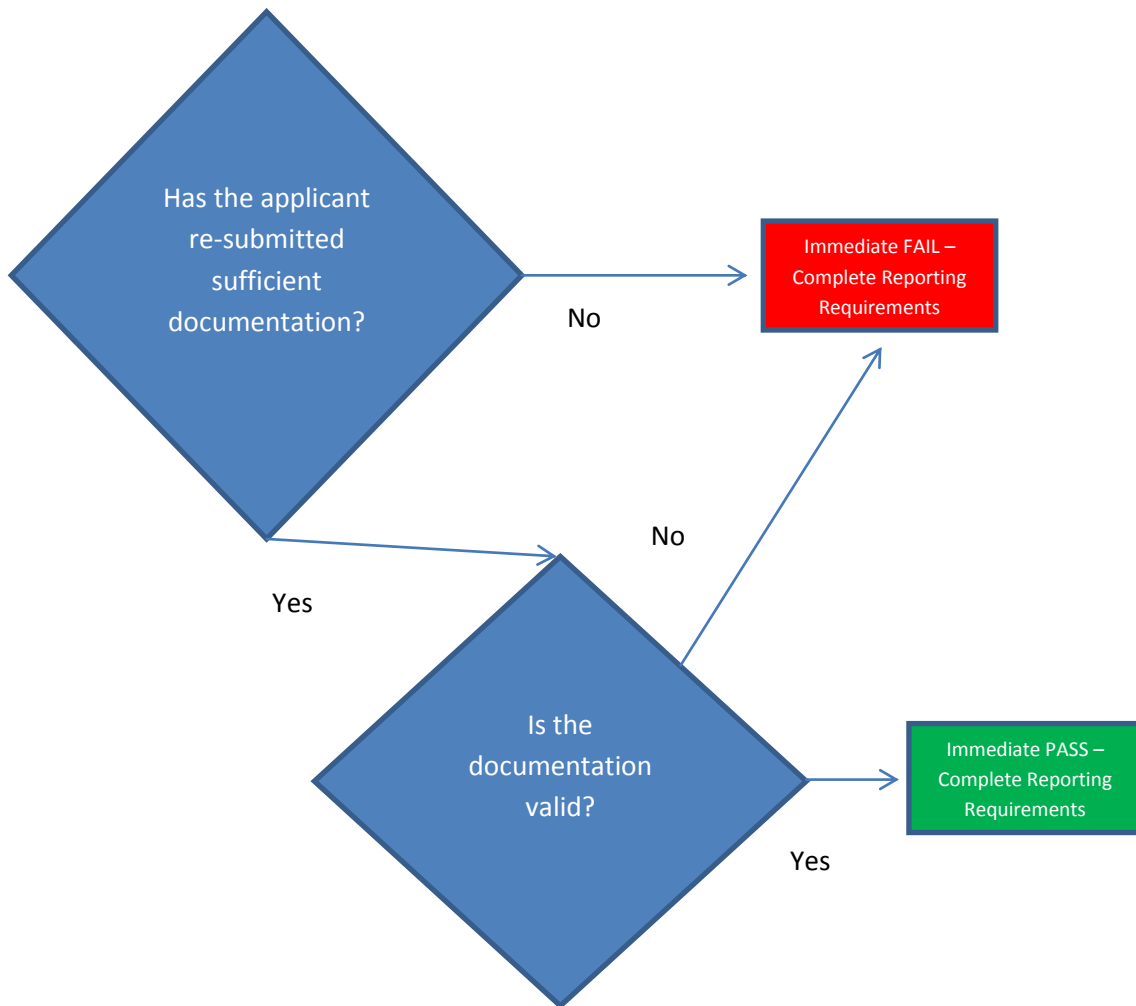 Has the applicant
re-submitted
sufficient
documentation?
Immediate FAIL –
Complete Reporting
Requirements
No
No
Yes
Is the
documentation
valid?
Immediate PASS –
Complete Reporting
Requirements
Yes